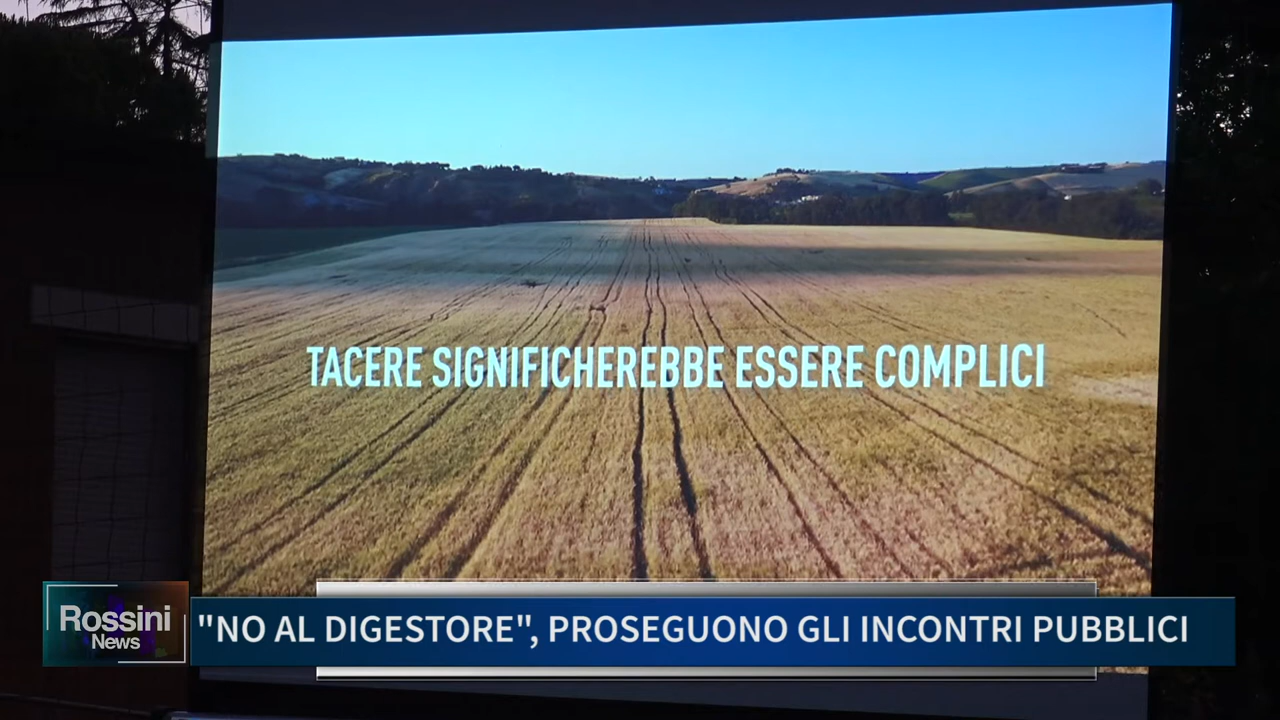 TACERE SIGNIFICHEREBBE ESSERE COMPLICI
Rossini
News
"NO AL DIGESTORE", PROSEGUONO GLI INCONTRI PUBBLICI